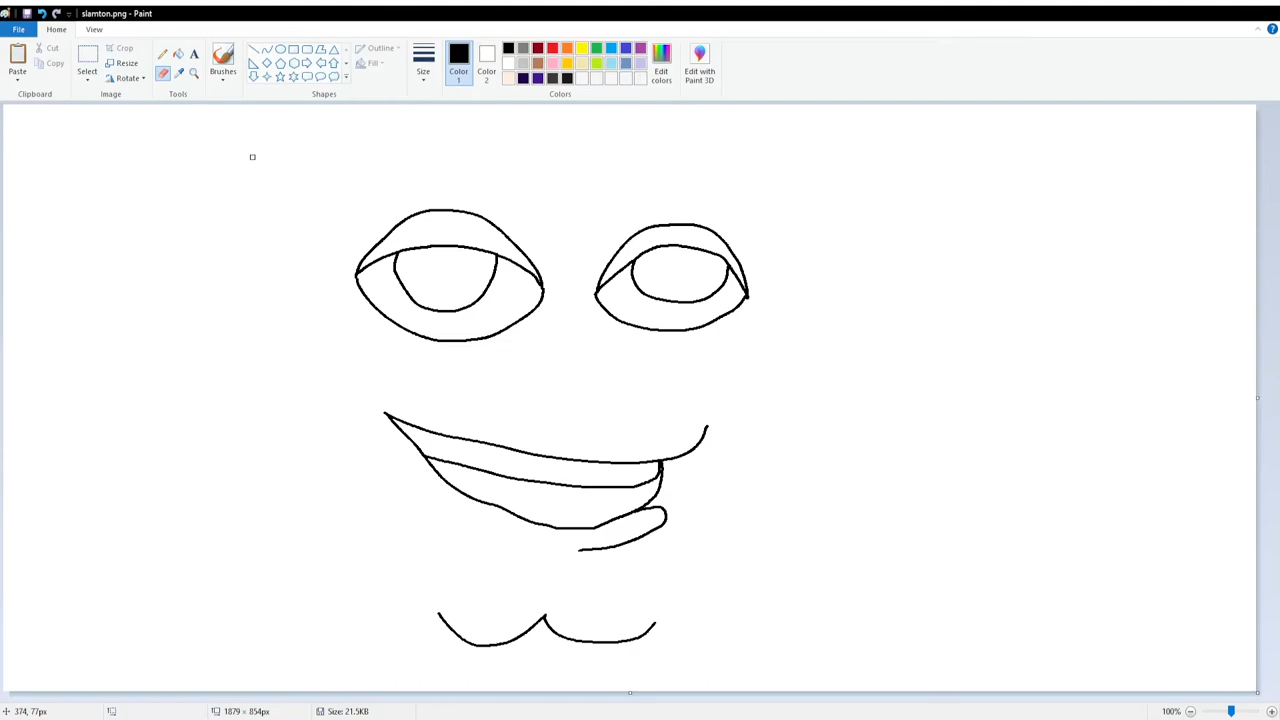 slamton.png - Paint
File Home View
Cut
Copy
Paste
Clipboard
Select
Crop
Resize
Rotate
Image
Tools
Brushes
Outline
Fill
Shapes
Size
Color 1
Color 2
Edit colors
Colors
Edit with Paint 3D
374, 77px
1879 × 854px
Size: 21.5KB
100%